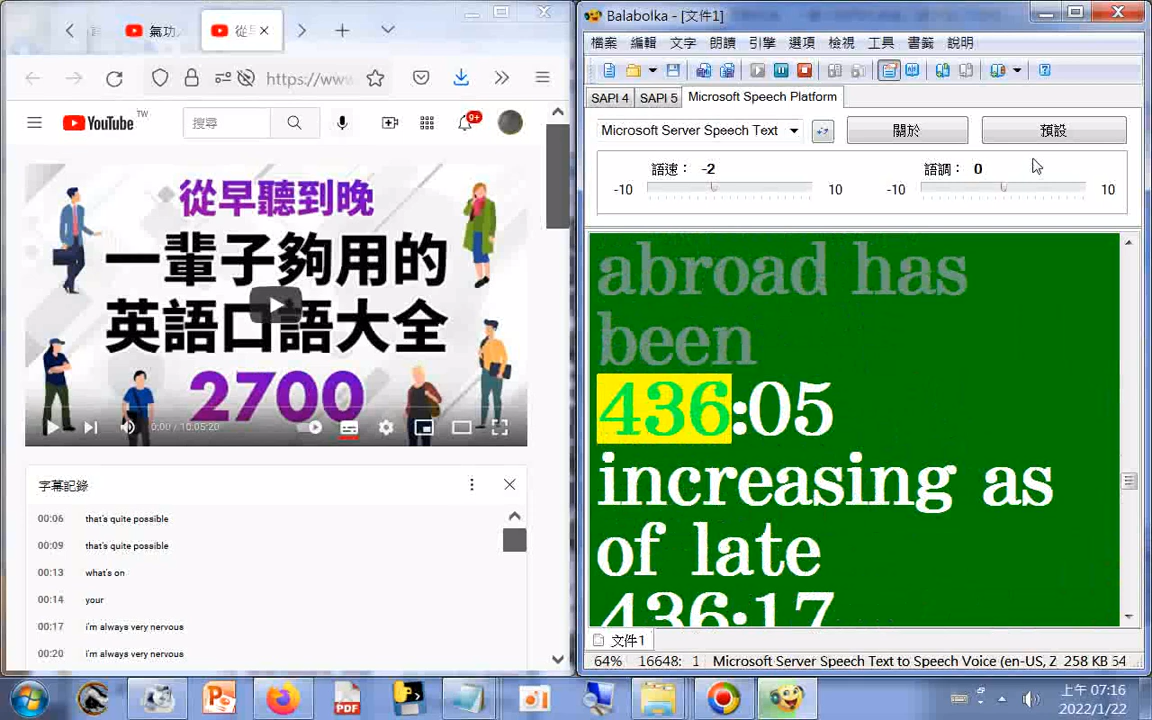 氣功
從
https://www
YouTube TW
搜尋
9+
從早聽到晚
一輩子夠用的
英語口語大全
2700
0:00 / 10:05:20
字幕記錄
00:06 that's quite possible
00:09 that's quite possible
00:13 what's on
00:14 your
00:17 i'm always very nervous
00:20 i'm always very nervous
Balabolka - [文件1]
檔案 編輯 文字 朗讀 引擎 選項 檢視 工具 書籤 說明
SAPI 4 SAPI 5 Microsoft Speech Platform
Microsoft Server Speech Text 關於 預設
語速： -2 語調： 0
-10 10 -10 10
abroad has
been
436:05
increasing as
of late
436:17
文件1
64% 16648: 1 Microsoft Server Speech Text to Speech Voice (en-US, Z 258 KB 54
PDF
上午 07:16
2022/1/22